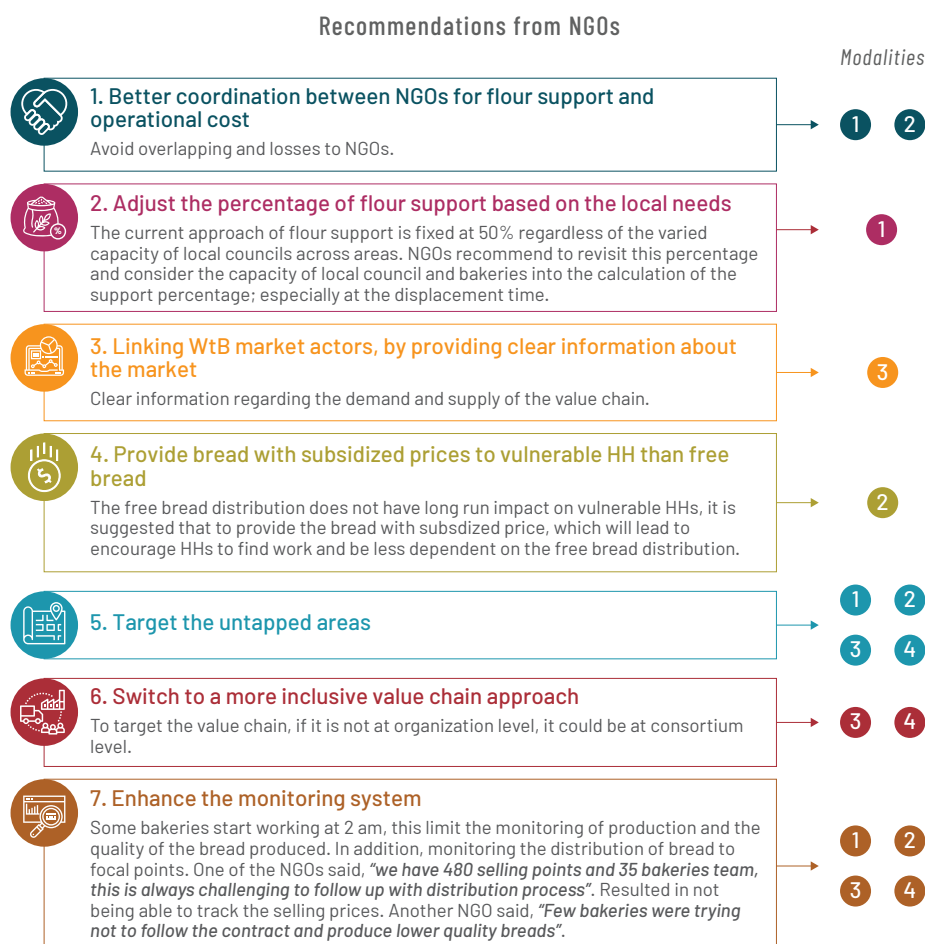 Recommendations from NGOs
Modalities
1. Better coordination between NGOs for flour support and
operational cost
Avoid overlapping and losses to NGOs.
1 2
2. Adjust the percentage of flour support based on the local needs
The current approach of flour support is fixed at 50% regardless of the varied
capacity of local councils across areas. NGOs recommend to revisit this percentage
and consider the capacity of local council and bakeries into the calculation of the
support percentage; especially at the displacement time.
1
3. Linking WtB market actors, by providing clear information about
the market
Clear information regarding the demand and supply of the value chain.
3
4. Provide bread with subsidized prices to vulnerable HH than free
bread
The free bread distribution does not have long run impact on vulnerable HHs, it is
suggested that to provide the bread with subsdized price, which will lead to
encourage HHs to find work and be less dependent on the free bread distribution.
2
5. Target the untapped areas
1 2
3 4
6. Switch to a more inclusive value chain approach
To target the value chain, if it is not at organization level, it could be at consortium
level.
3 4
7. Enhance the monitoring system
Some bakeries start working at 2 am, this limit the monitoring of production and the
quality of the bread produced. In addition, monitoring the distribution of bread to
focal points. One of the NGOs said, “we have 480 selling points and 35 bakeries team,
this is always challenging to follow up with distribution process”. Resulted in not
being able to track the selling prices. Another NGO said, “Few bakeries were trying
not to follow the contract and produce lower quality breads”.
1 2
3 4